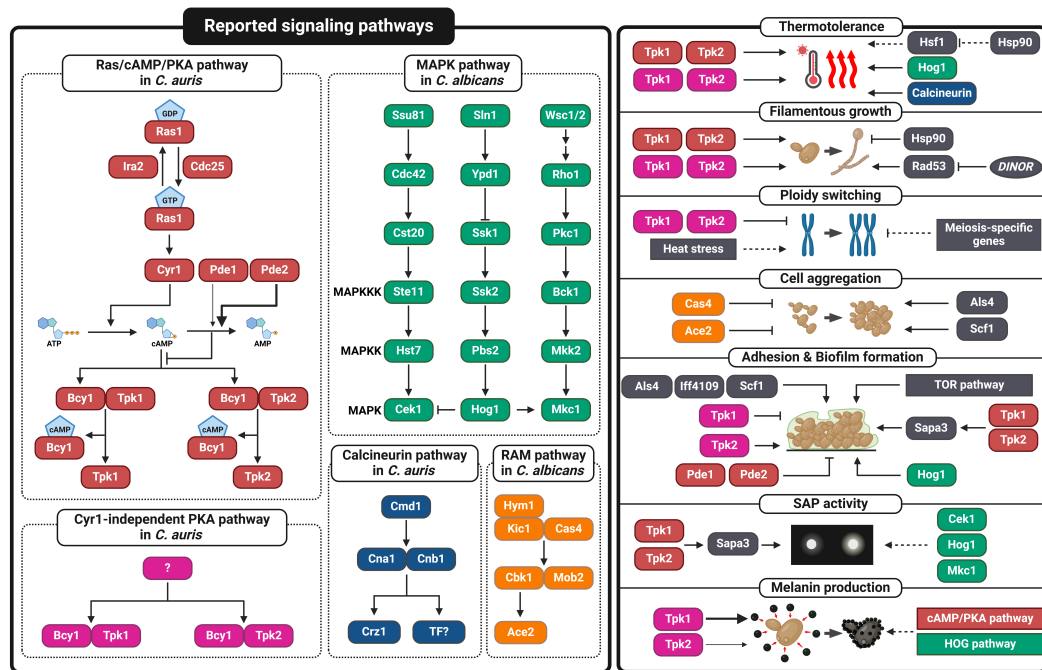 Reported signaling pathways
Ras/cAMP/PKA pathway
in C. auris
GDP
Ras1
Ira2
Cdc25
GTP
Ras1
Cyr1
Pde1
Pde2
ATP
cAMP
AMP
Bcy1
Tpk1
Bcy1
Tpk2
cAMP
Bcy1
cAMP
Bcy1
Tpk1
Tpk2
Cyr1-independent PKA pathway
in C. auris
?
Bcy1
Tpk1
Bcy1
Tpk2
MAPK pathway
in C. albicans
Ssu81
Sln1
Wsc1/2
Cdc42
Ypd1
Rho1
Cst20
Ssk1
Pkc1
MAPKKK
Ste11
Ssk2
Bck1
MAPKK
Hst7
Pbs2
Mkk2
MAPK
Cek1
Hog1
Mkc1
Calcineurin pathway
in C. auris
Cmd1
Cna1
Cnb1
Crz1
TF?
RAM pathway
in C. albicans
Hym1
Kic1
Cas4
Cbk1
Mob2
Ace2
Thermotolerance
Tpk1
Tpk2
Tpk1
Tpk2
Hsf1
Hsp90
Hog1
Calcineurin
Filamentous growth
Tpk1
Tpk2
Tpk1
Tpk2
Hsp90
Rad53
DINOR
Ploidy switching
Tpk1
Tpk2
Heat stress
Meiosis-specific
genes
Cell aggregation
Cas4
Ace2
Als4
Scf1
Adhesion & Biofilm formation
Als4
Iff4109
Scf1
TOR pathway
Tpk1
Tpk2
Sapa3
Tpk1
Tpk2
Pde1
Pde2
Hog1
SAP activity
Tpk1
Tpk2
Sapa3
Cek1
Hog1
Mkc1
Melanin production
Tpk1
Tpk2
cAMP/PKA pathway
HOG pathway